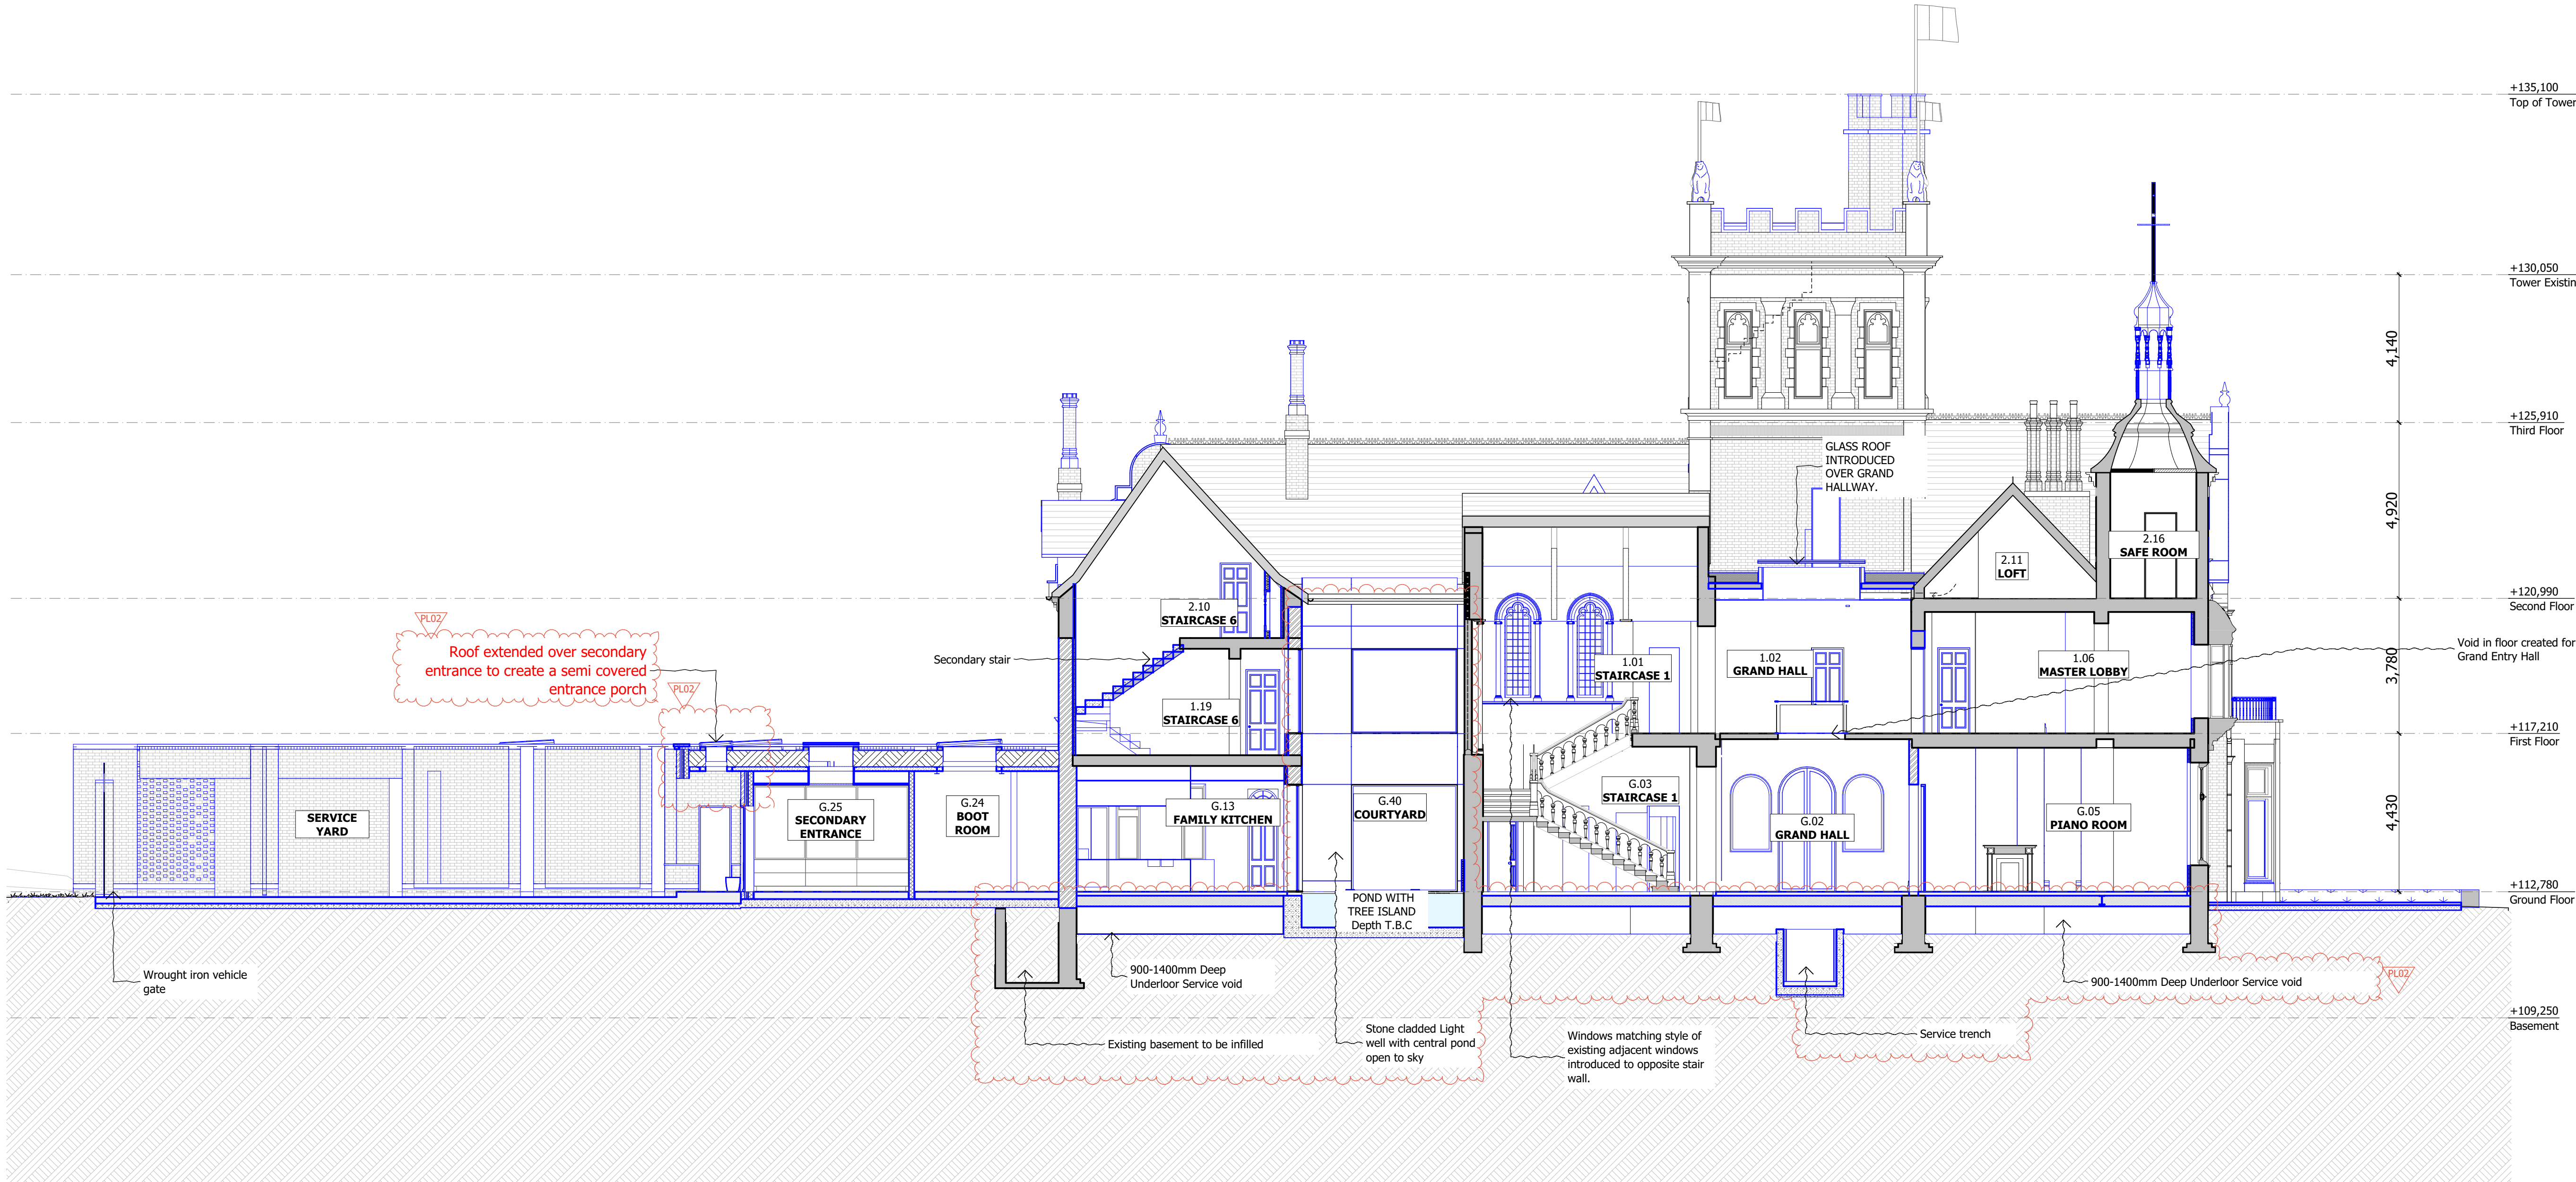 +135,100
Top of Tower
+130,050
Tower Existin
4,140
+125,910
Third Floor
GLASS ROOF
INTRODUCED
OVER GRAND
HALLWAY.
4,920
2.16
SAFE ROOM
2.11
LOFT
+120,990
Second Floor
2.10
STAIRCASE 6
PL02
Roof extended over secondary
entrance to create a semi covered
entrance porch
PL02
Secondary stair
1.19
STAIRCASE 6
1.01
STAIRCASE 1
1.02
GRAND HALL
1.06
MASTER LOBBY
3,780
Void in floor created for
Grand Entry Hall
+117,210
First Floor
SERVICE
YARD
G.25
SECONDARY
ENTRANCE
G.24
BOOT
ROOM
G.13
FAMILY KITCHEN
G.40
COURTYARD
G.03
STAIRCASE 1
G.02
GRAND HALL
G.05
PIANO ROOM
4,430
+112,780
Ground Floor
POND WITH
TREE ISLAND
Depth T.B.C
Wrought iron vehicle
gate
900-1400mm Deep
Underloor Service void
900-1400mm Deep Underloor Service void
PL02
+109,250
Basement
Existing basement to be infilled
Stone cladded Light
well with central pond
open to sky
Windows matching style of
existing adjacent windows
introduced to opposite stair
wall.
Service trench